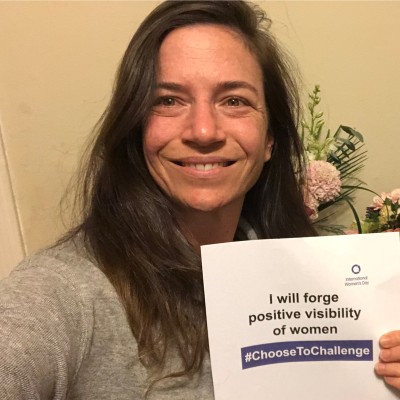 International
Women's Day
I will forge
positive visibility
of women
#ChooseToChallenge